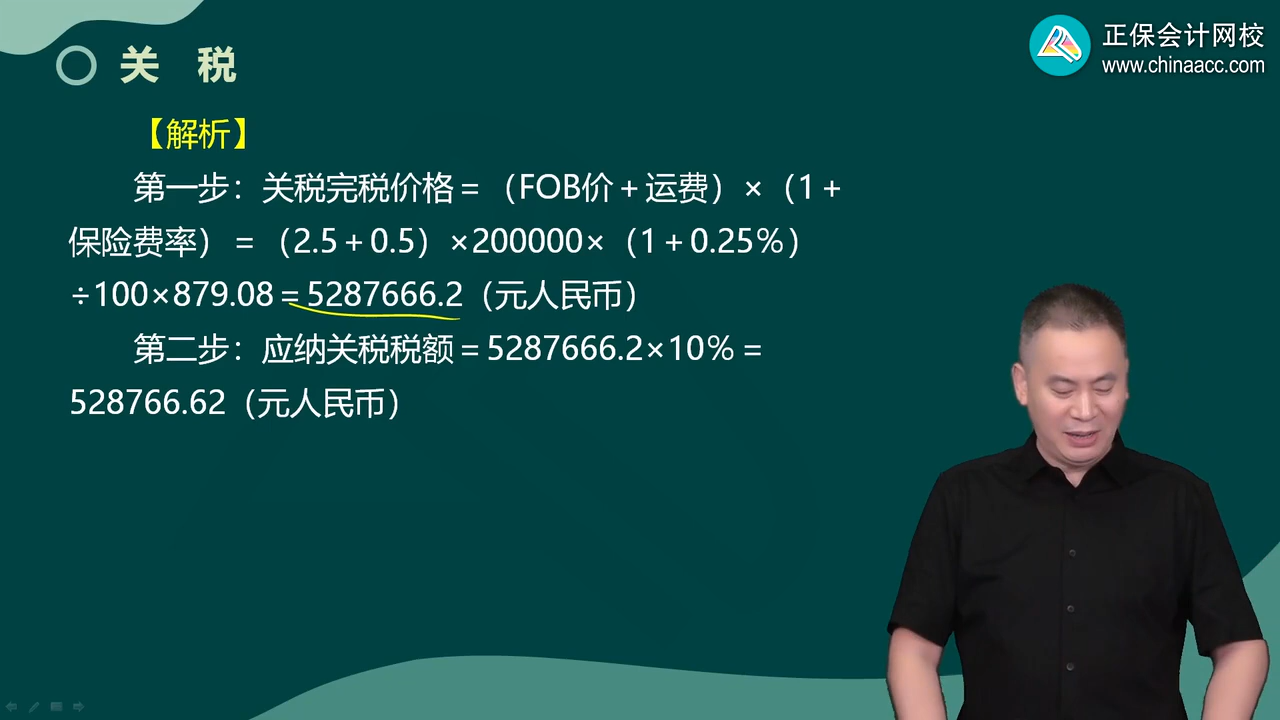 关 税
正保会计网校
www.chinaacc.com
【解析】
第一步：关税完税价格＝（FOB价＋运费）×（1＋
保险费率）＝（2.5＋0.5）×200000×（1＋0.25%）
÷100×879.08＝5287666.2（元人民币）
第二步：应纳关税税额＝5287666.2×10%＝
528766.62（元人民币）